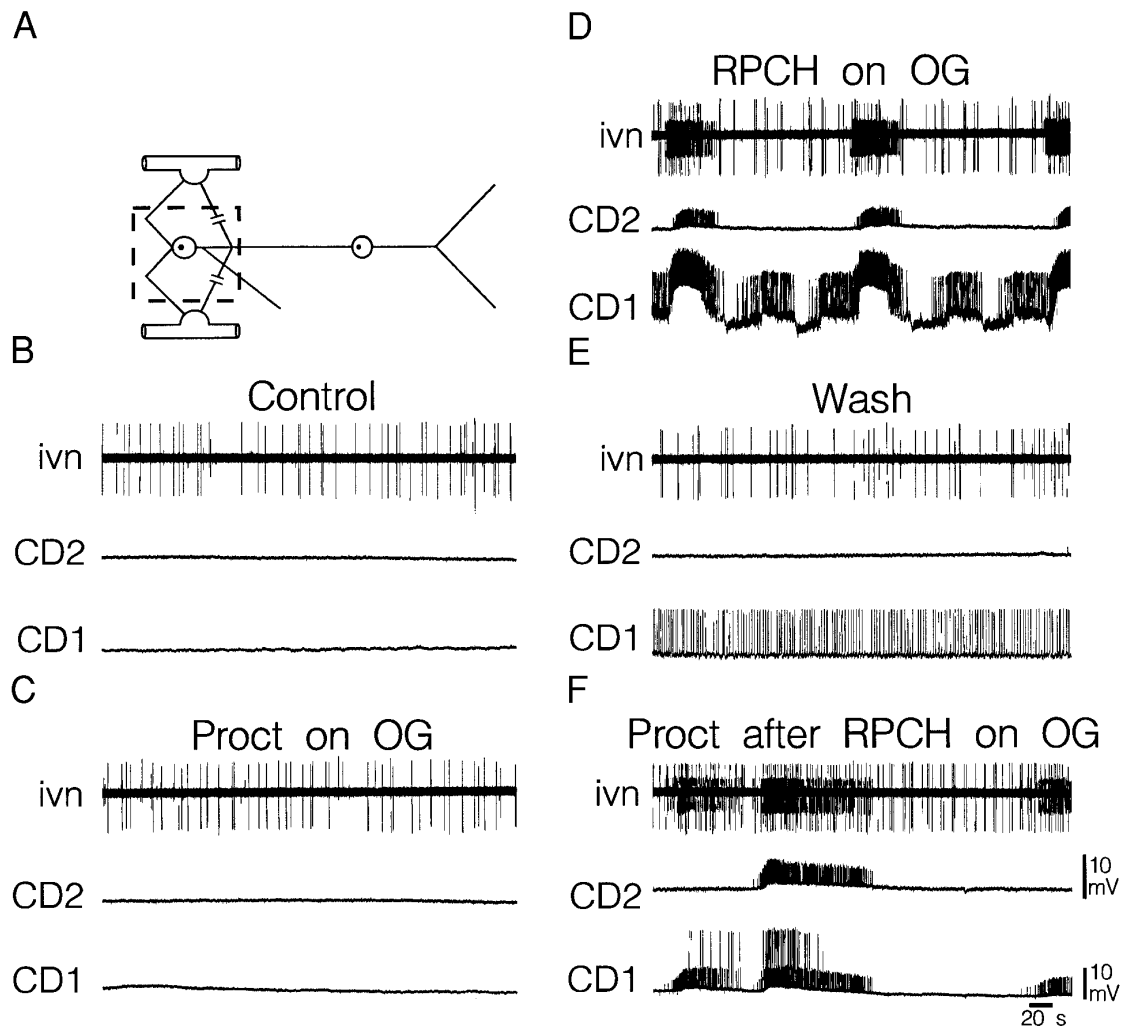 A
B
Control
ivn
CD2
CD1
C
Proct on OG
ivn
CD2
CD1
D
RPCH on OG
ivn
CD2
CD1
E
Wash
ivn
CD2
CD1
F
Proct after RPCH on OG
ivn
CD2
10
mV
CD1
10
mV
20 s